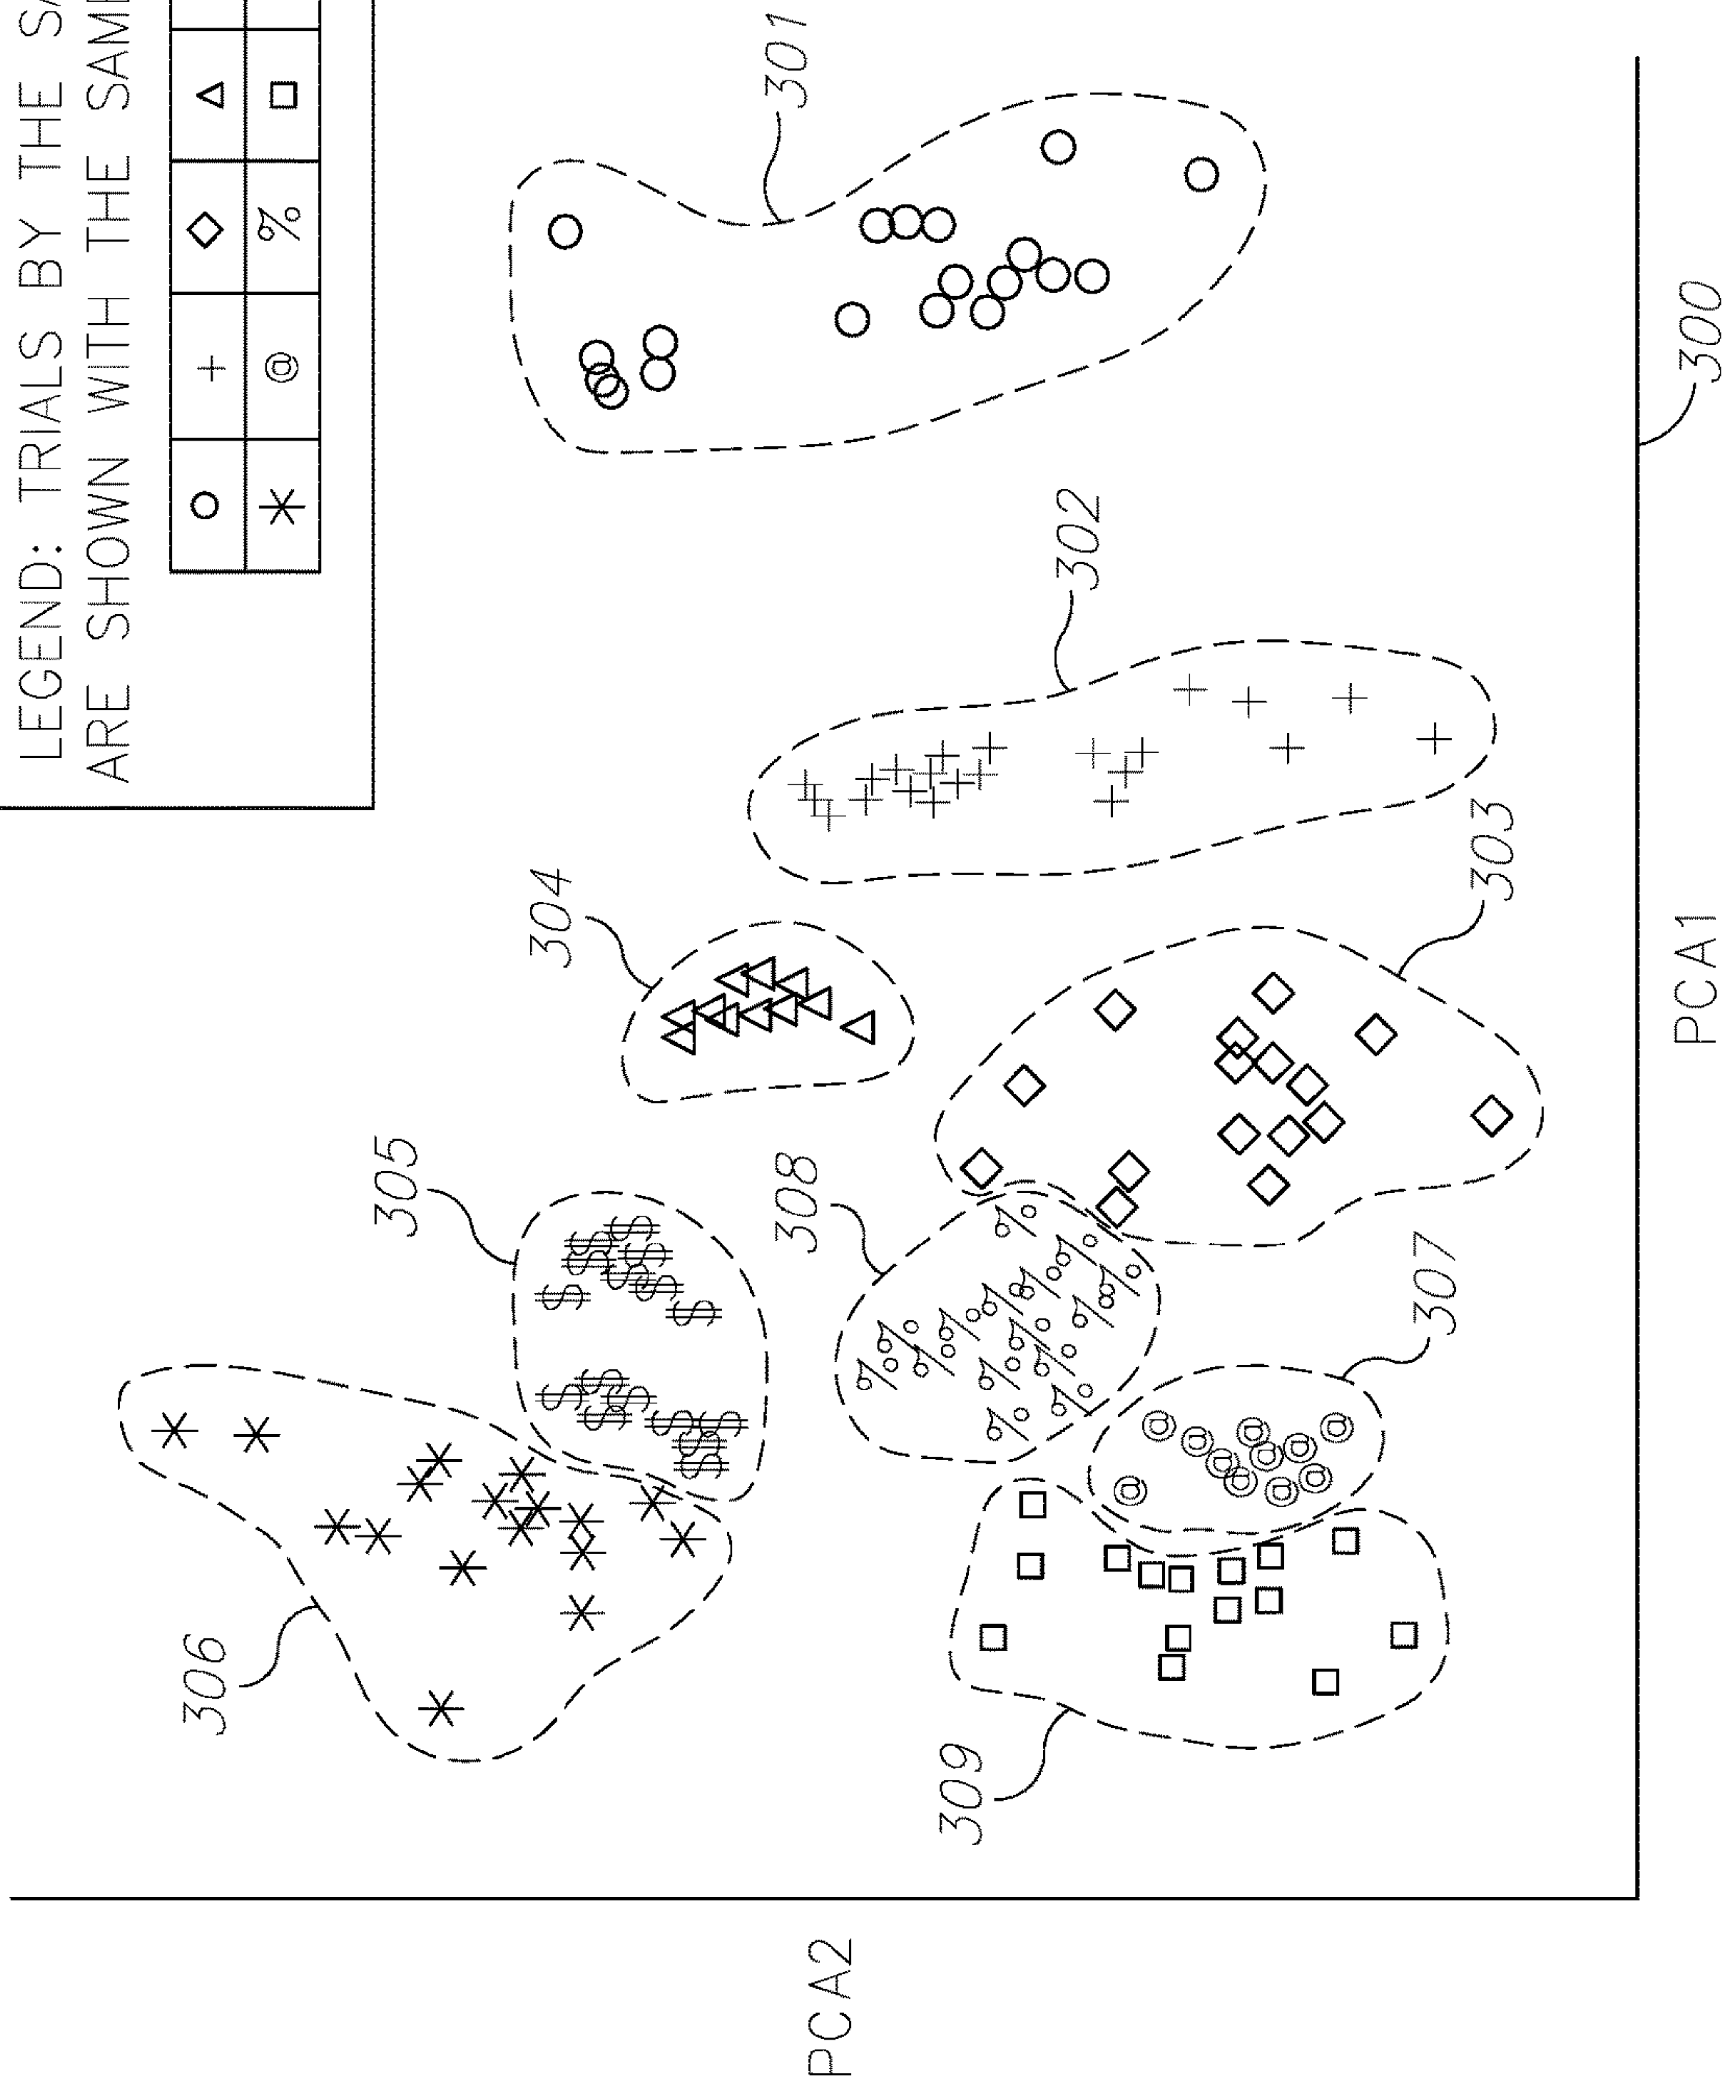 LEGEND: TRIALS BY THE
ARE SHOWN WITH THE
○ + ◇ △
* @ % □
301
302
303
304
305
306
307
308
309
300
PCA1
PCA2